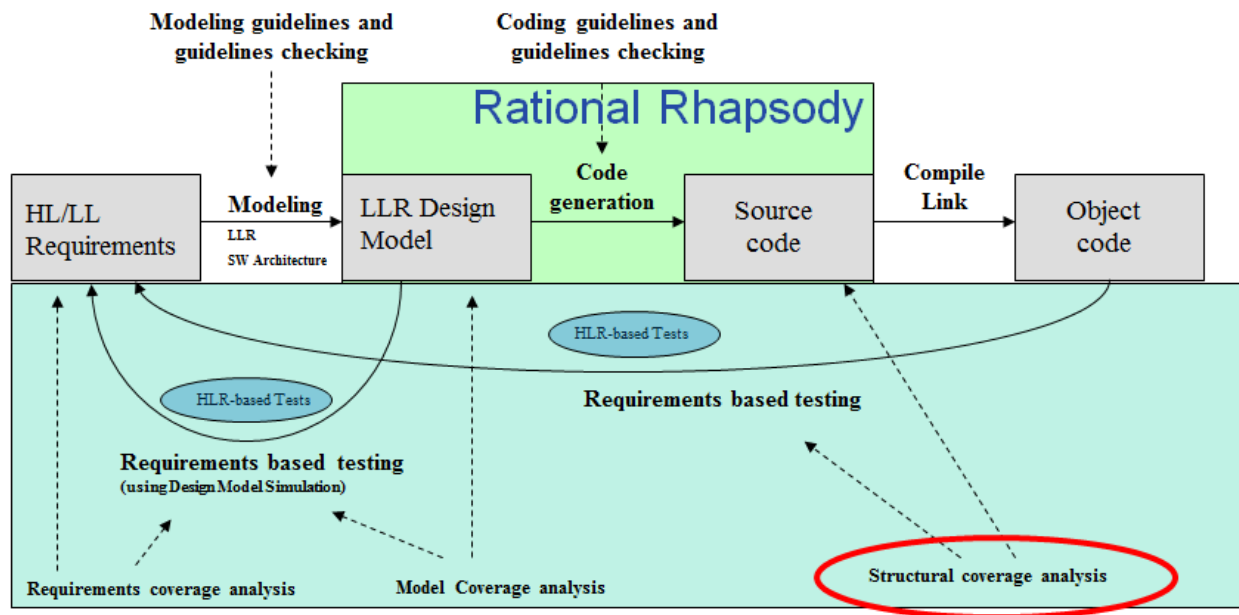 Modeling guidelines and
guidelines checking
Coding guidelines and
guidelines checking
Rational Rhapsody
HL/LL
Requirements
Modeling
LLR
SW Architecture
LLR Design
Model
Code
generation
Source
code
Compile
Link
Object
code
HLR-based Tests
HLR-based Tests
Requirements based testing
Requirements based testing
(using Design Model Simulation)
Requirements coverage analysis
Model Coverage analysis
Structural coverage analysis